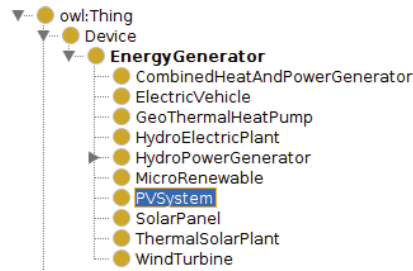 owl:Thing
Device
EnergyGenerator
CombinedHeatAndPowerGenerator
ElectricVehicle
GeoThermalHeatPump
HydroElectricPlant
HydroPowerGenerator
MicroRenewable
PVSystem
SolarPanel
ThermalSolarPlant
WindTurbine